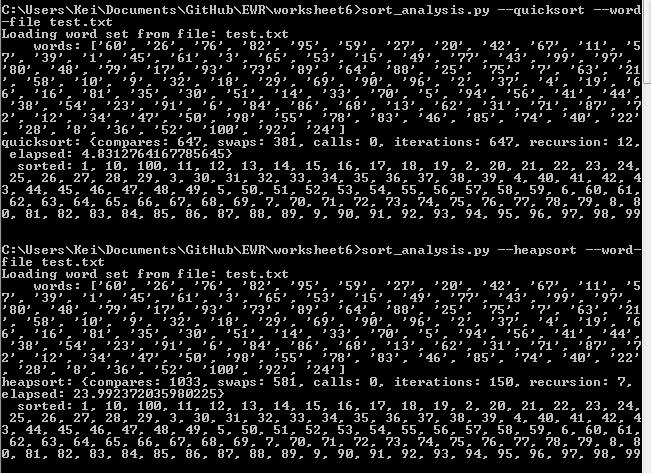 C:\Users\Kei\Documents\GitHub\EWR\worksheet6>sort_analysis.py --quicksort --word
-file test.txt
Loading word set from file: test.txt
words: ['60', '26', '76', '82', '95', '59', '27', '20', '42', '67', '11', '5
7', '39', '1', '45', '61', '3', '65', '53', '15', '49', '77', '43', '99', '97',
'80', '48', '79', '17', '93', '73', '89', '64', '88', '25', '75', '7', '63', '21
', '58', '10', '9', '32', '18', '29', '69', '90', '96', '2', '37', '4', '19', '6
6', '16', '81', '35', '30', '51', '14', '33', '70', '5', '94', '56', '41', '44',
'38', '54', '23', '91', '6', '84', '86', '68', '13', '62', '31', '71', '87', '7
2', '12', '34', '47', '50', '98', '55', '78', '83', '46', '85', '74', '40', '22'
, '28', '8', '36', '52', '100', '92', '24']
quicksort: {compares: 647, swaps: 381, calls: 0, iterations: 647, recursion: 12,
elapsed: 4.8312764167785645}
sorted: 1, 10, 100, 11, 12, 13, 14, 15, 16, 17, 18, 19, 2, 20, 21, 22, 23, 24,
25, 26, 27, 28, 29, 3, 30, 31, 32, 33, 34, 35, 36, 37, 38, 39, 4, 40, 41, 42, 4
3, 44, 45, 46, 47, 48, 49, 5, 50, 51, 52, 53, 54, 55, 56, 57, 58, 59, 6, 60, 61,
62, 63, 64, 65, 66, 67, 68, 69, 7, 70, 71, 72, 73, 74, 75, 76, 77, 78, 79, 8, 8
0, 81, 82, 83, 84, 85, 86, 87, 88, 89, 9, 90, 91, 92, 93, 94, 95, 96, 97, 98, 99
C:\Users\Kei\Documents\GitHub\EWR\worksheet6>sort_analysis.py --heapsort --word-
file test.txt
Loading word set from file: test.txt
words: ['60', '26', '76', '82', '95', '59', '27', '20', '42', '67', '11', '5
7', '39', '1', '45', '61', '3', '65', '53', '15', '49', '77', '43', '99', '97',
'80', '48', '79', '17', '93', '73', '89', '64', '88', '25', '75', '7', '63', '21
', '58', '10', '9', '32', '18', '29', '69', '90', '96', '2', '37', '4', '19', '6
6', '16', '81', '35', '30', '51', '14', '33', '70', '5', '94', '56', '41', '44',
'38', '54', '23', '91', '6', '84', '86', '68', '13', '62', '31', '71', '87', '7
2', '12', '34', '47', '50', '98', '55', '78', '83', '46', '85', '74', '40', '22'
, '28', '8', '36', '52', '100', '92', '24']
heapsort: {compares: 1033, swaps: 581, calls: 0, iterations: 150, recursion: 7,
elapsed: 23.992372035980225}
sorted: 1, 10, 100, 11, 12, 13, 14, 15, 16, 17, 18, 19, 2, 20, 21, 22, 23, 24,
25, 26, 27, 28, 29, 3, 30, 31, 32, 33, 34, 35, 36, 37, 38, 39, 4, 40, 41, 42, 4
3, 44, 45, 46, 47, 48, 49, 5, 50, 51, 52, 53, 54, 55, 56, 57, 58, 59, 6, 60, 61,
62, 63, 64, 65, 66, 67, 68, 69, 7, 70, 71, 72, 73, 74, 75, 76, 77, 78, 79, 8, 8
0, 81, 82, 83, 84, 85, 86, 87, 88, 89, 9, 90, 91, 92, 93, 94, 95, 96, 97, 98, 99